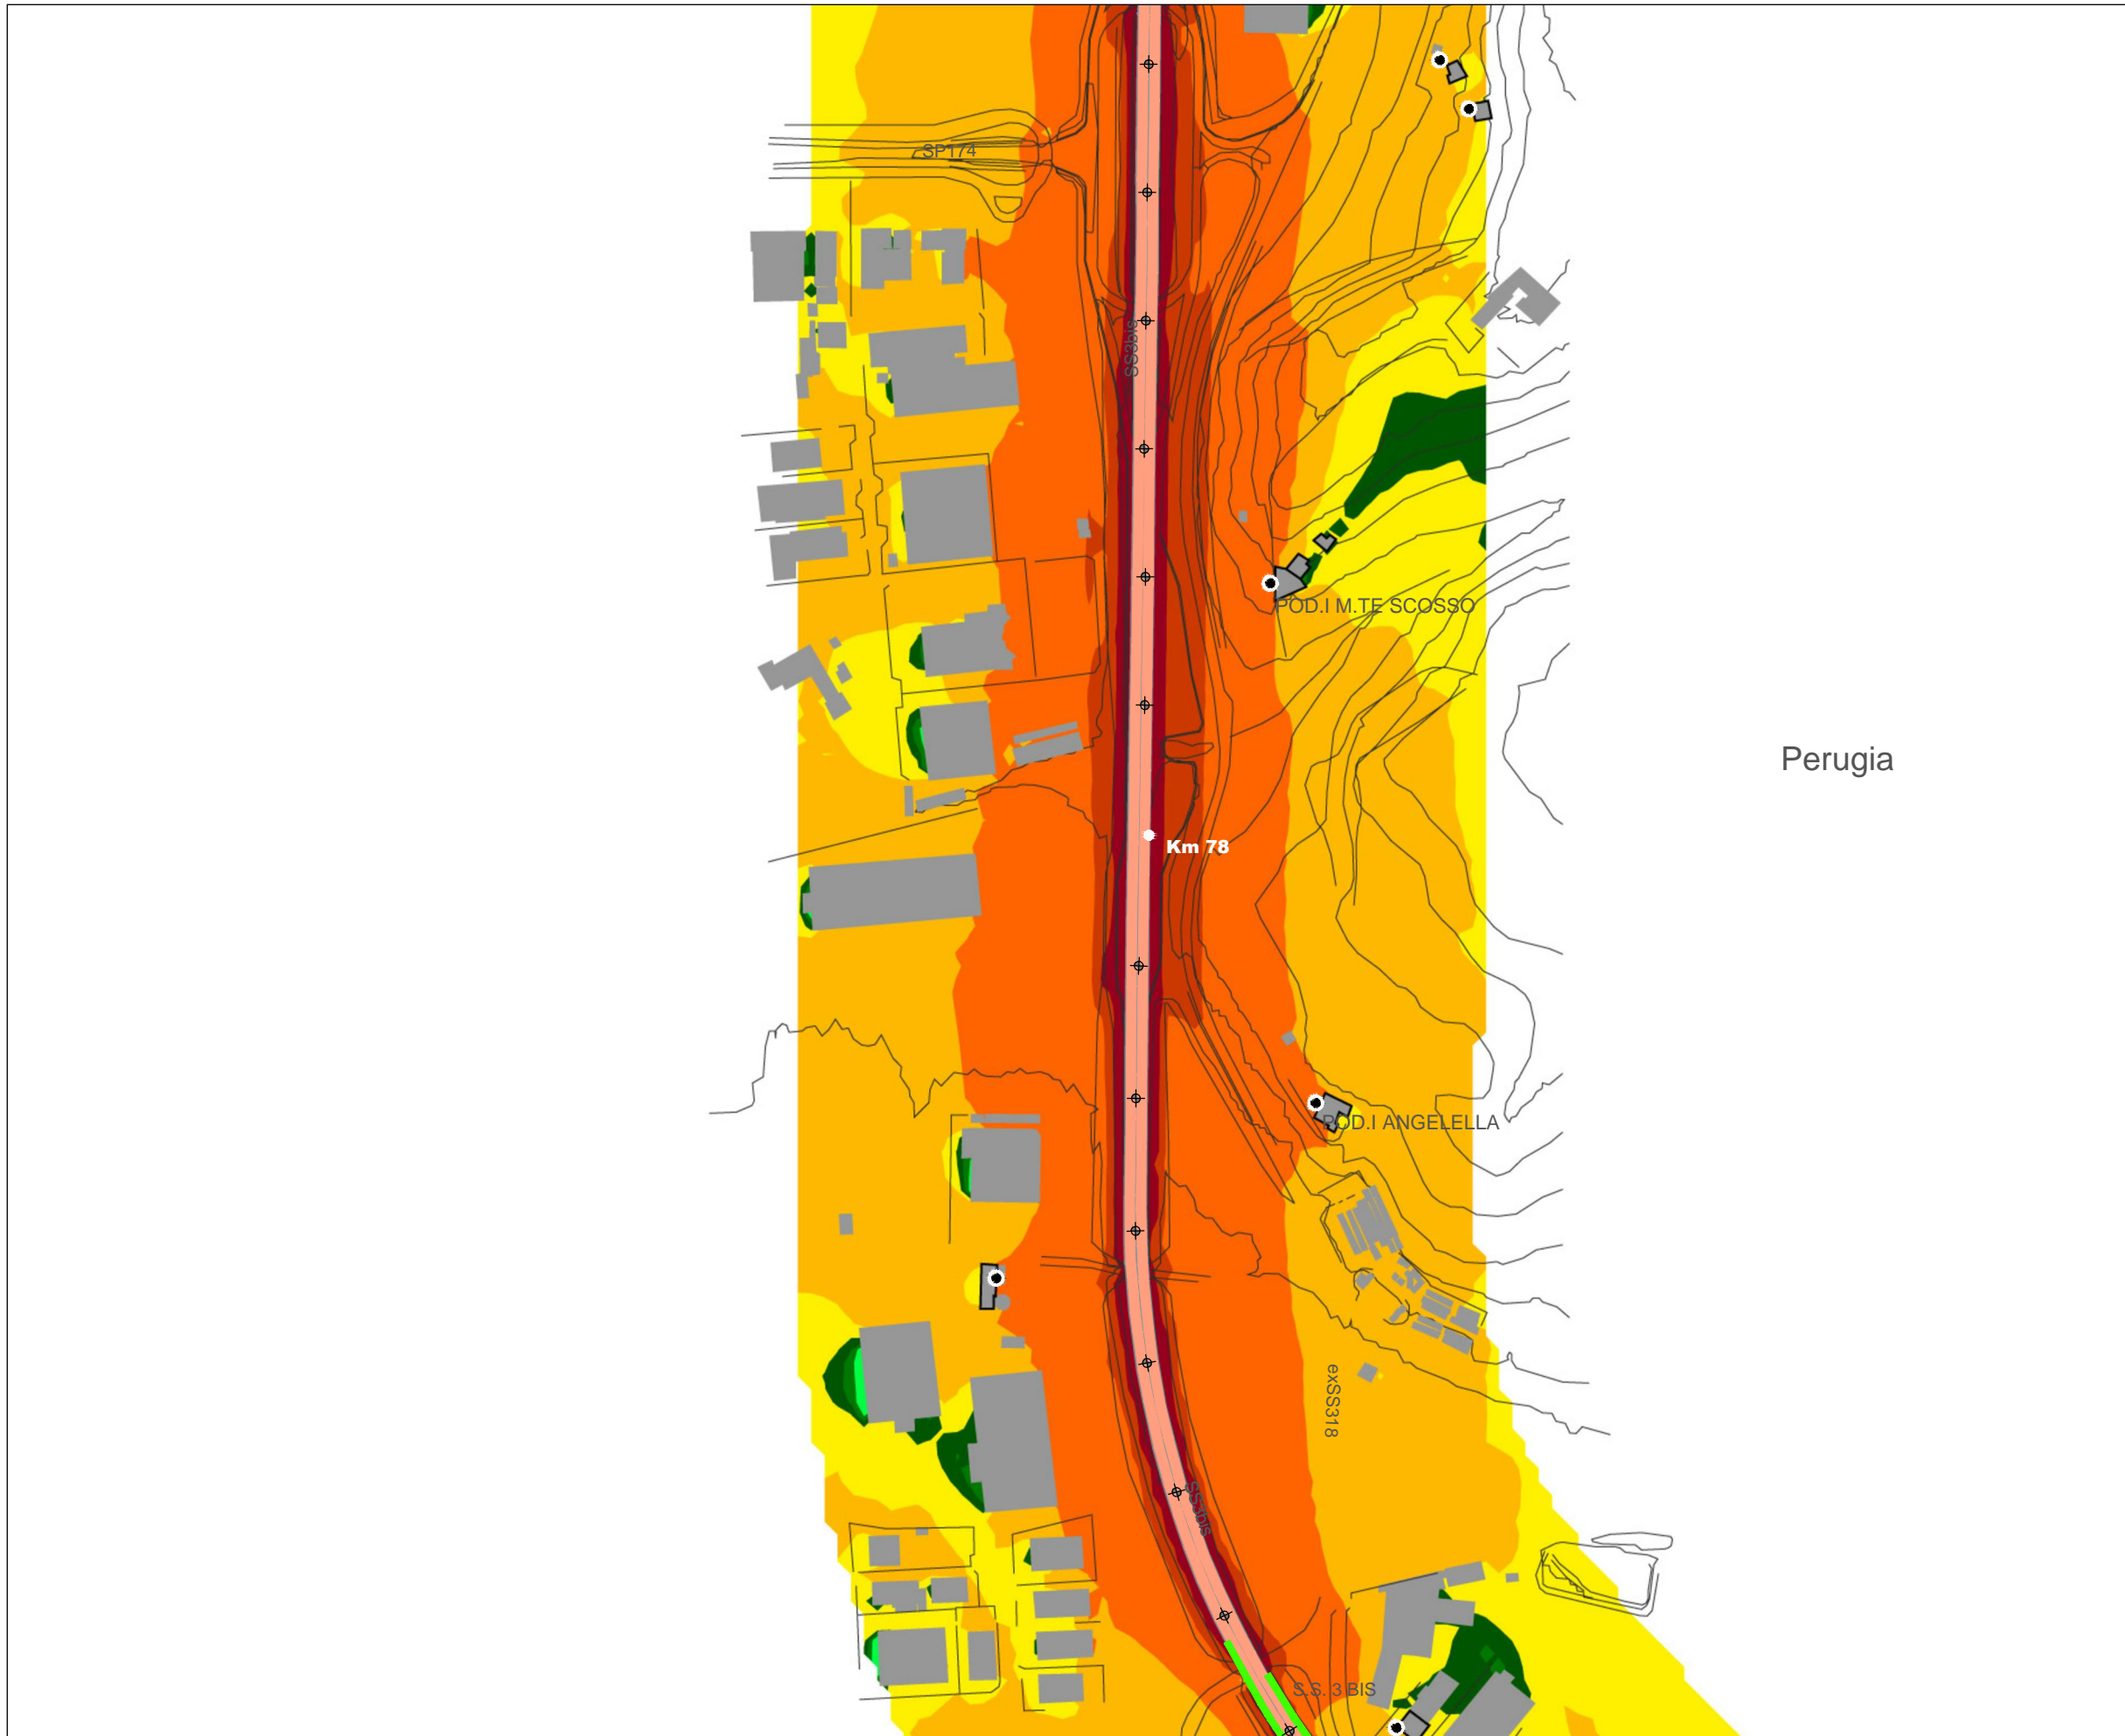 SP174
SS3bis
POD.I M.TE SCOSSO
Perugia
Km 78
POD.I ANGELELLA
exSS318
SS3bis
S.S. 3 BIS